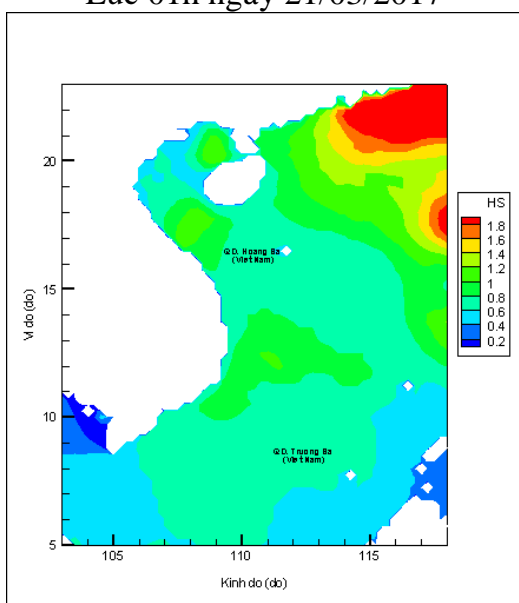 Lúc 01h ngày 21/03/2017
20
15
10
5
105
110
115
Vi do (do)
Kinh do (do)
QD. Hoang Sa
(Viet Nam)
QD. Truong Sa
(Viet Nam)
HS
1.8
1.6
1.4
1.2
1
0.8
0.6
0.4
0.2